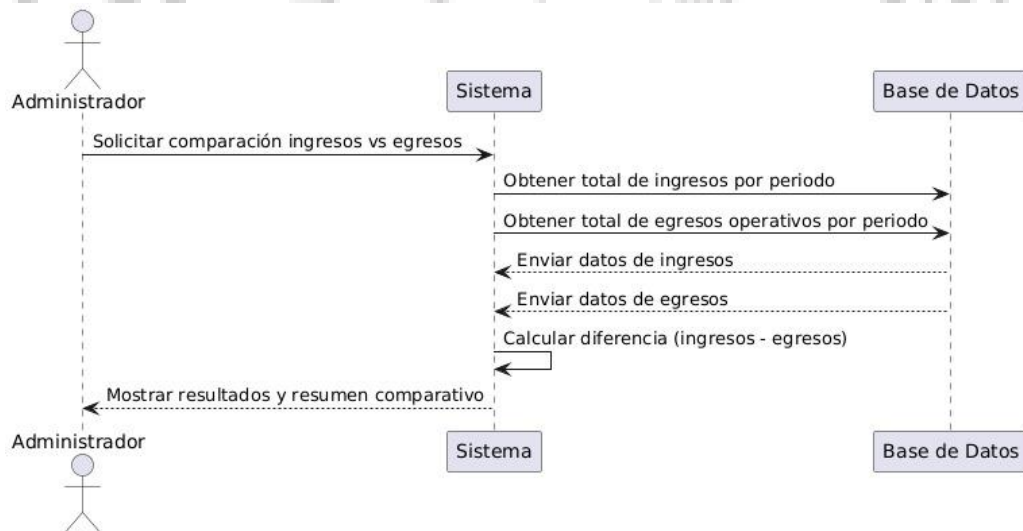 Administrador
Sistema
Base de Datos
Solicitar comparación ingresos vs egresos
Obtener total de ingresos por periodo
Obtener total de egresos operativos por periodo
Enviar datos de ingresos
Enviar datos de egresos
Calcular diferencia (ingresos - egresos)
Mostrar resultados y resumen comparativo
Administrador
Sistema
Base de Datos